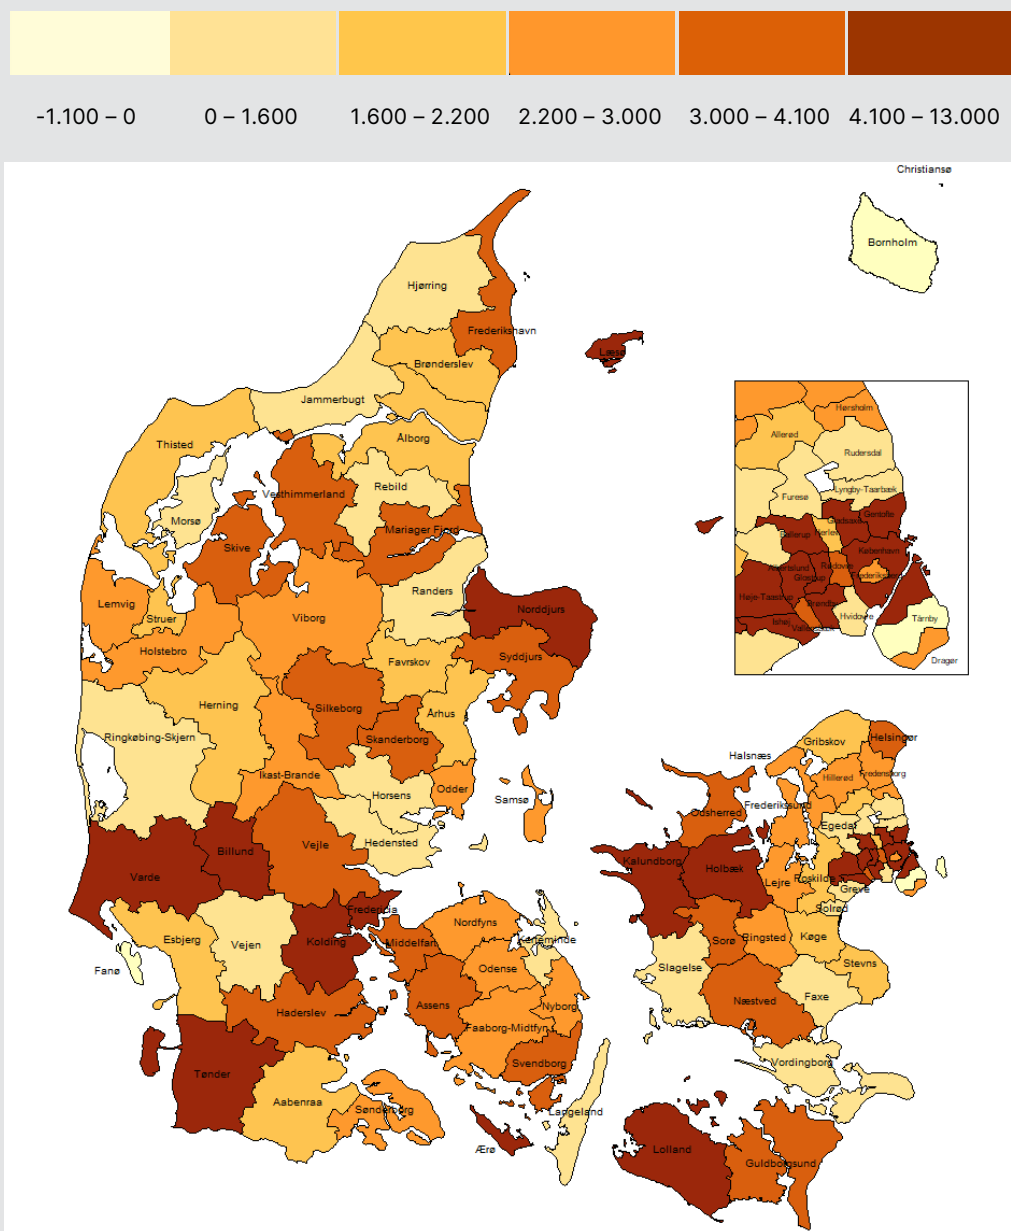 -1.100 – 0 0 – 1.600 1.600 – 2.200 2.200 – 3.000 3.000 – 4.100 4.100 – 13.000
Christiansø
Bornholm
Hjørring
Frederikshavn
Læsø
Brønderslev
Jammerbugt
Ålborg
Thisted
Rebild
Vesthimmerland
Morsø
Mariager Fjord
Skive
Randers
Norddjurs
Lemvig
Struer
Viborg
Holstebro
Favrskov
Syddjurs
Herning
Silkeborg
Århus
Ringkøbing-Skjern
Skanderborg
Ikast-Brande
Horsens
Odder
Samsø
Hedensted
Billund
Vejle
Varde
Fredericia
Esbjerg
Vejen
Kolding
Fanø
Middelfart
Nordfyns
Kerteminde
Odense
Assens
Nyborg
Haderslev
Faaborg-Midtfyn
Svendborg
Tønder
Aabenraa
Sønderborg
Langeland
Ærø
Hørsholm
Allerød
Rudersdal
Lyngby-Taarbæk
Furesø
Gentofte
Gladsaxe
Ballerup
Herlev
København
Albertslund
Rødovre
Glostrup
Frederiksberg
Høje-Taastrup
Brøndby
Hvidovre
Ishøj
Vallensbæk
Tårnby
Dragør
Gribskov
Helsingør
Halsnæs
Hillerød
Fredensborg
Frederikssund
Odsherred
Egedal
Kalundborg
Holbæk
Roskilde
Lejre
Greve
Solrød
Sorø
Ringsted
Køge
Slagelse
Stevns
Næstved
Faxe
Vordingborg
Lolland
Guldborgsund